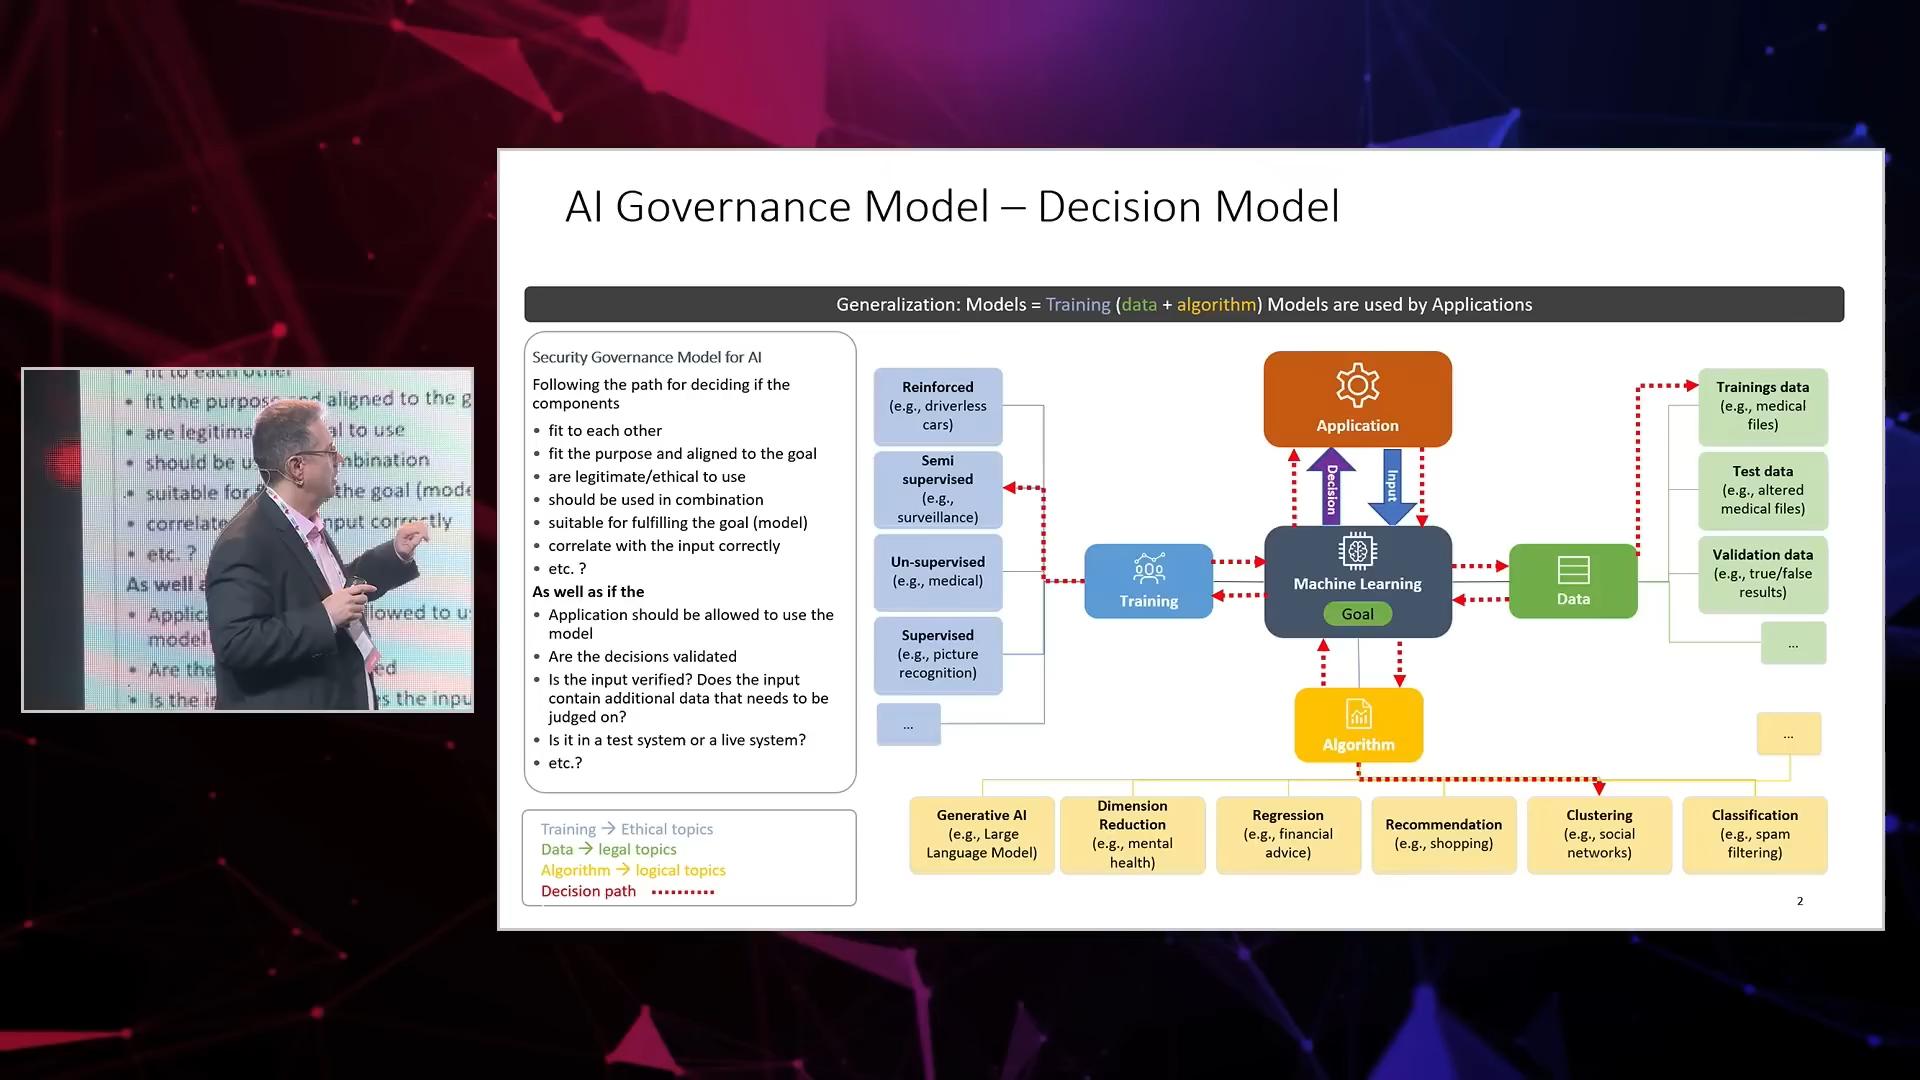 AI Governance Model – Decision Model
Generalization: Models = Training (data + algorithm) Models are used by Applications
Security Governance Model for AI
Following the path for deciding if the
components
• fit to each other
• fit the purpose and aligned to the goal
• are legitimate/ethical to use
• should be used in combination
• suitable for fulfilling the goal (model)
• correlate with the input correctly
• etc. ?
As well as if the
• Application should be allowed to use the
model
• Are the decisions validated
• Is the input verified? Does the input
contain additional data that needs to be
judged on?
• Is it in a test system or a live system?
• etc.?
Training → Ethical topics
Data → legal topics
Algorithm → logical topics
Decision path
Reinforced
(e.g., driverless
cars)
Semi
supervised
(e.g.,
surveillance)
Un-supervised
(e.g., medical)
Supervised
(e.g., picture
recognition)
...
Training
Application
Decision
Input
Machine Learning
Goal
Algorithm
Data
Trainings data
(e.g., medical
files)
Test data
(e.g., altered
medical files)
Validation data
(e.g., true/false
results)
...
...
Generative AI
(e.g., Large
Language Model)
Dimension
Reduction
(e.g., mental
health)
Regression
(e.g., financial
advice)
Recommendation
(e.g., shopping)
Clustering
(e.g., social
networks)
Classification
(e.g., spam
filtering)
2
fit to each other
• fit the purpose and aligned to the g
• are legitima al to use
• should be u mbination
• suitable for the goal (mode
• correlate nput correctly
• etc. ?
As well a
• Applic llowed to u
model
• Are the ed
• Is the in es the inpu